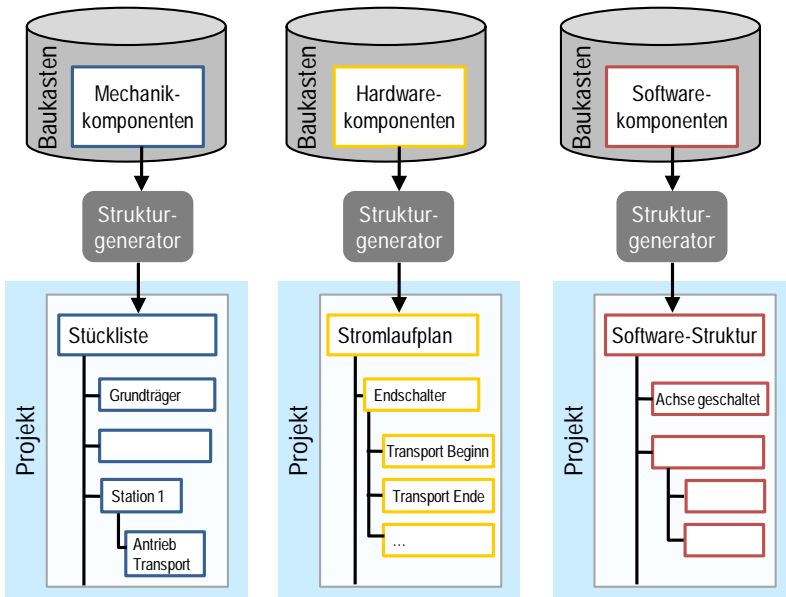 Baukasten
Mechanik-
komponenten
Struktur-
generator
Projekt
Stückliste
Grundträger
Station 1
Antrieb
Transport
Baukasten
Hardware-
komponenten
Struktur-
generator
Projekt
Stromlaufplan
Endschalter
Transport Beginn
Transport Ende
...
Baukasten
Software-
komponenten
Struktur-
generator
Projekt
Software-Struktur
Achse geschaltet